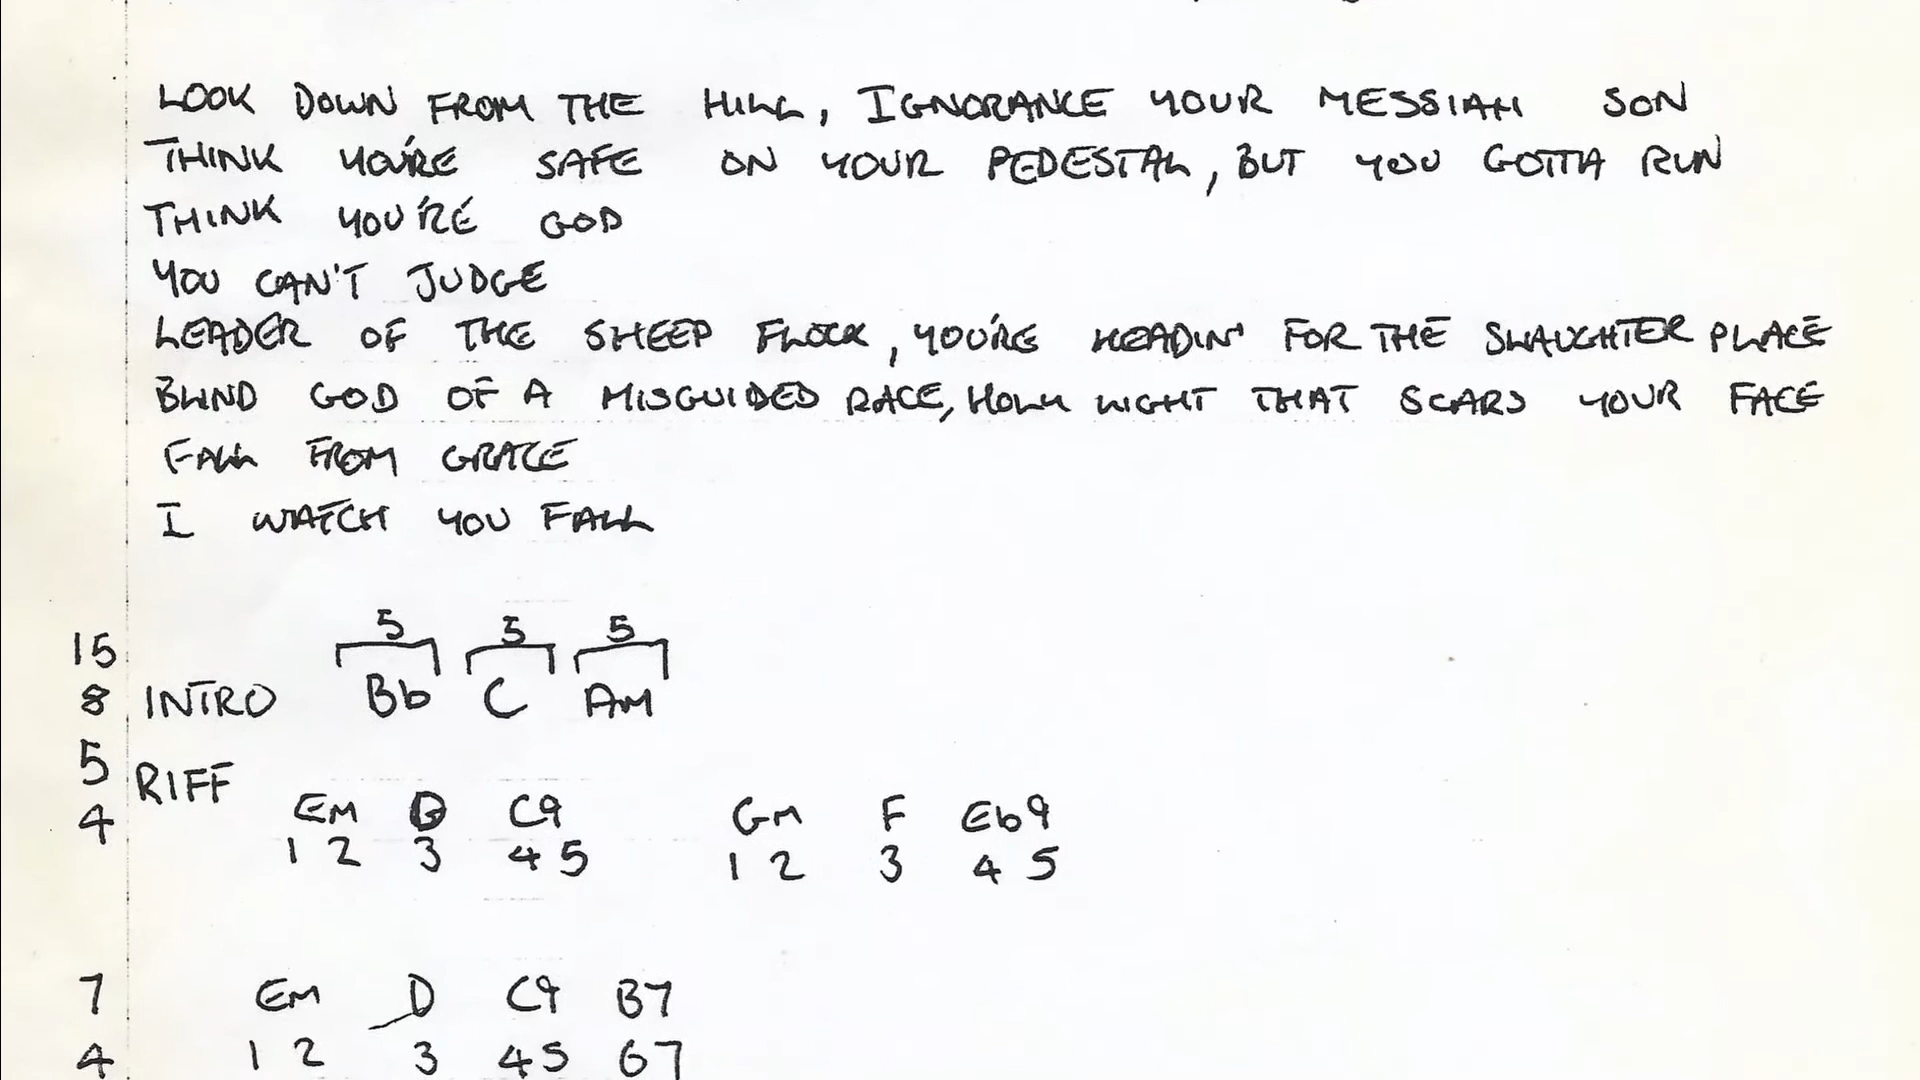 LOOK DOWN FROM THE HILL, IGNORANCE YOUR MESSIAH SON
THINK YOU'RE SAFE ON YOUR PEDESTAL, BUT YOU GOTTA RUN
THINK YOU'RE GOD
YOU CAN'T JUDGE
LEADER OF THE SHEEP FLOCK, YOU'RE HEADIN' FOR THE SLAUGHTER PLACE
BLIND GOD OF A MISGUIDED RACE, HOLY LIGHT THAT SCARS YOUR FACE
FALL FROM GRACE
I WATCH YOU FALL
15 5 5 5
8 INTRO Bb C Am
5 RIFF
4 Em D C9 Gm F Eb9
1 2 3 4 5 1 2 3 4 5
7 Em D C9 B7
4 1 2 3 4 5 6 7